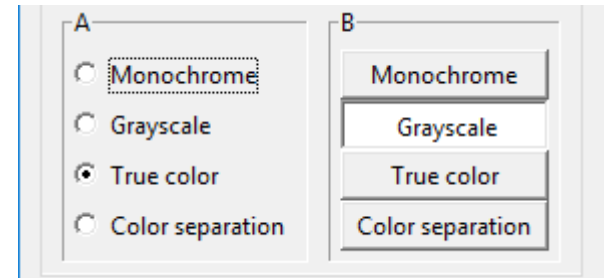 A
Monochrome
Grayscale
True color
Color separation
B
Monochrome
Grayscale
True color
Color separation